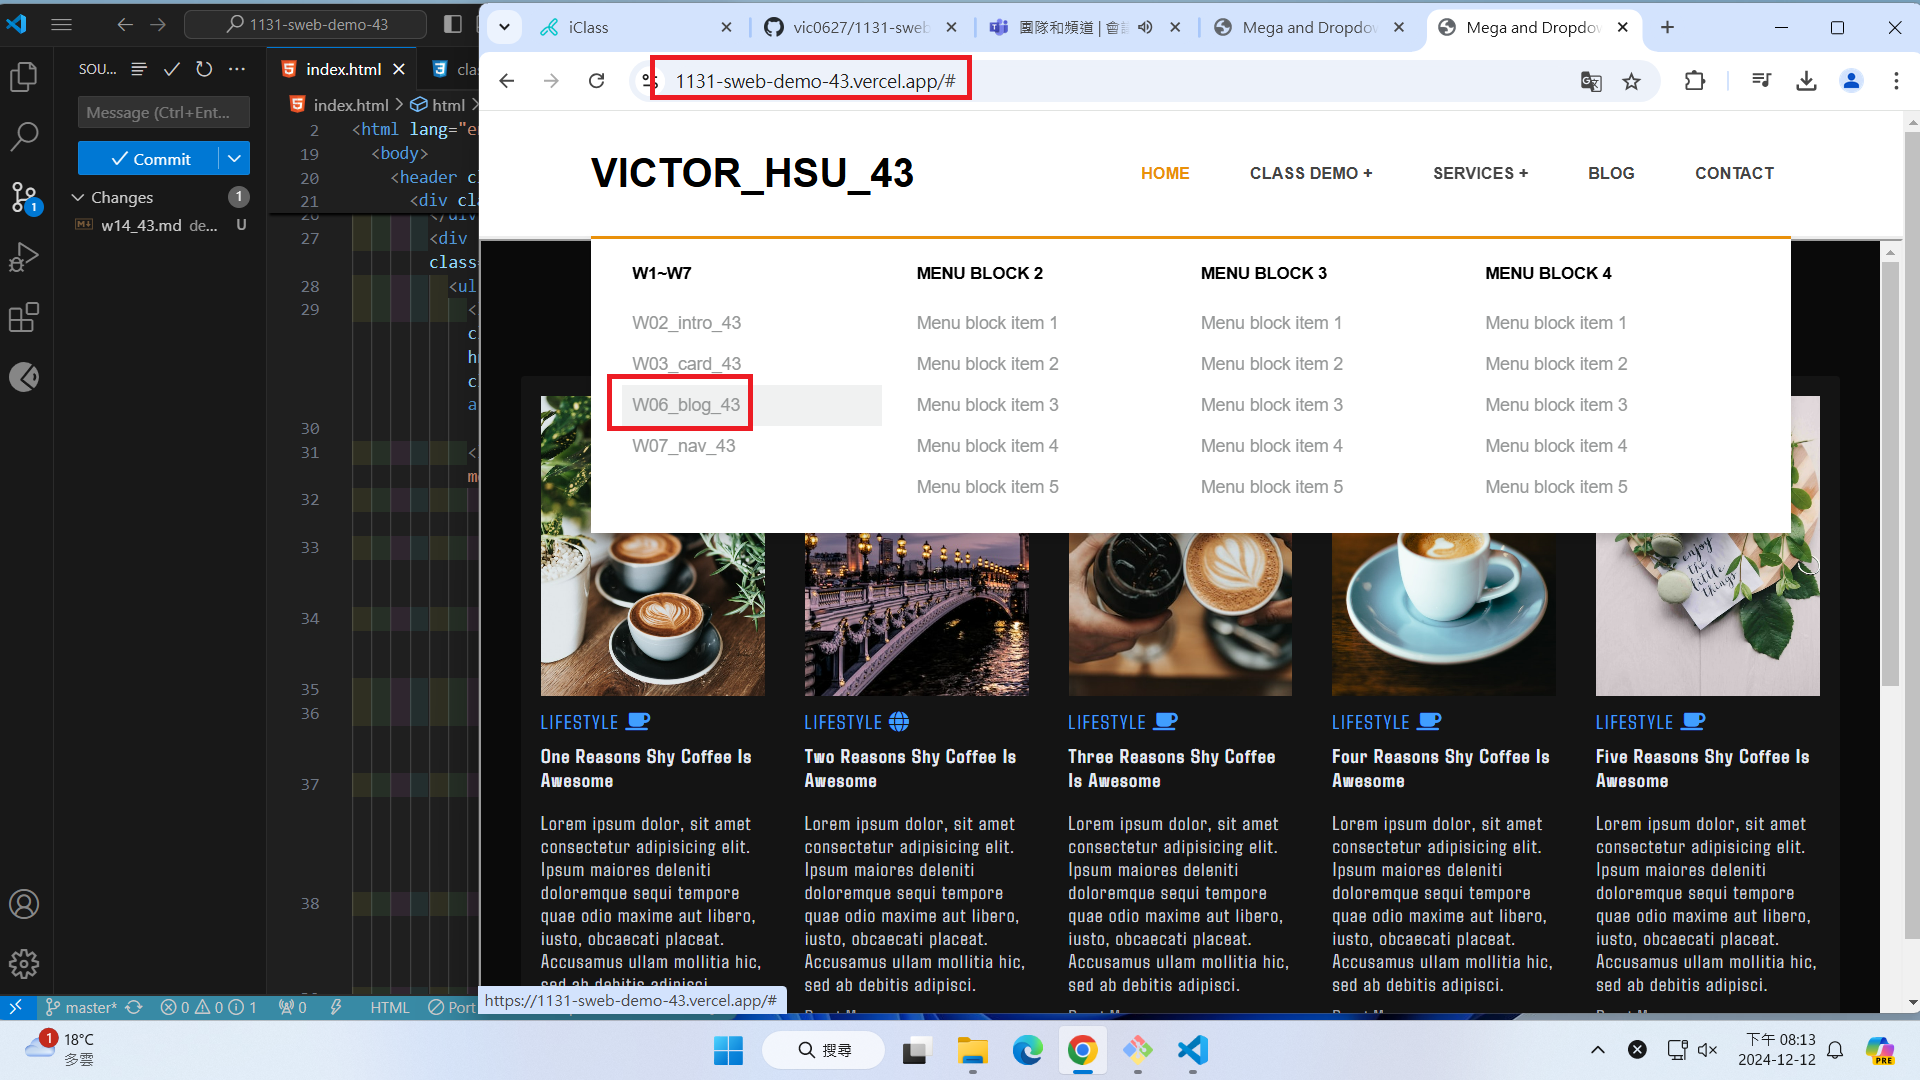 1131-sweb-demo-43
iClass
vic0627/1131-sweb
團隊和頻道 | 會
Mega and Dropdow
Mega and Dropdow
1131-sweb-demo-43.vercel.app/#
SOU...
Message (Ctrl+Ent...
Commit
Changes
1
w14_43.md de... U
1
index.html
index.html > html >
2 <html lang="e
19 <body>
20 <header c
21 <div cla
26 </div
27 <div
class=
28 <ul
29 <
c
h
c
a
30
31 <
m
32
33
34
35
36
37
38
VICTOR_HSU_43
HOME
CLASS DEMO +
SERVICES +
BLOG
CONTACT
W1~W7
W02_intro_43
W03_card_43
W06_blog_43
W07_nav_43
MENU BLOCK 2
Menu block item 1
Menu block item 2
Menu block item 3
Menu block item 4
Menu block item 5
MENU BLOCK 3
Menu block item 1
Menu block item 2
Menu block item 3
Menu block item 4
Menu block item 5
MENU BLOCK 4
Menu block item 1
Menu block item 2
Menu block item 3
Menu block item 4
Menu block item 5
enjoy
the
little
things
LIFESTYLE
One Reasons Shy Coffee Is
Awesome
Lorem ipsum dolor, sit amet
consectetur adipisicing elit.
Ipsum maiores deleniti
doloremque sequi tempore
quae odio maxime aut libero,
iusto, obcaecati placeat.
Accusamus ullam mollitia hic,
sed ab debitis adipisci.
LIFESTYLE
Two Reasons Shy Coffee Is
Awesome
Lorem ipsum dolor, sit amet
consectetur adipisicing elit.
Ipsum maiores deleniti
doloremque sequi tempore
quae odio maxime aut libero,
iusto, obcaecati placeat.
Accusamus ullam mollitia hic,
sed ab debitis adipisci.
LIFESTYLE
Three Reasons Shy Coffee
Is Awesome
Lorem ipsum dolor, sit amet
consectetur adipisicing elit.
Ipsum maiores deleniti
doloremque sequi tempore
quae odio maxime aut libero,
iusto, obcaecati placeat.
Accusamus ullam mollitia hic,
sed ab debitis adipisci.
LIFESTYLE
Four Reasons Shy Coffee Is
Awesome
Lorem ipsum dolor, sit amet
consectetur adipisicing elit.
Ipsum maiores deleniti
doloremque sequi tempore
quae odio maxime aut libero,
iusto, obcaecati placeat.
Accusamus ullam mollitia hic,
sed ab debitis adipisci.
LIFESTYLE
Five Reasons Shy Coffee Is
Awesome
Lorem ipsum dolor, sit amet
consectetur adipisicing elit.
Ipsum maiores deleniti
doloremque sequi tempore
quae odio maxime aut libero,
iusto, obcaecati placeat.
Accusamus ullam mollitia hic,
sed ab debitis adipisci.
master* 0 0 1 0 HTML Port
https://1131-sweb-demo-43.vercel.app/#
1
18°C
多雲
搜尋
下午 08:13
2024-12-12
PRE